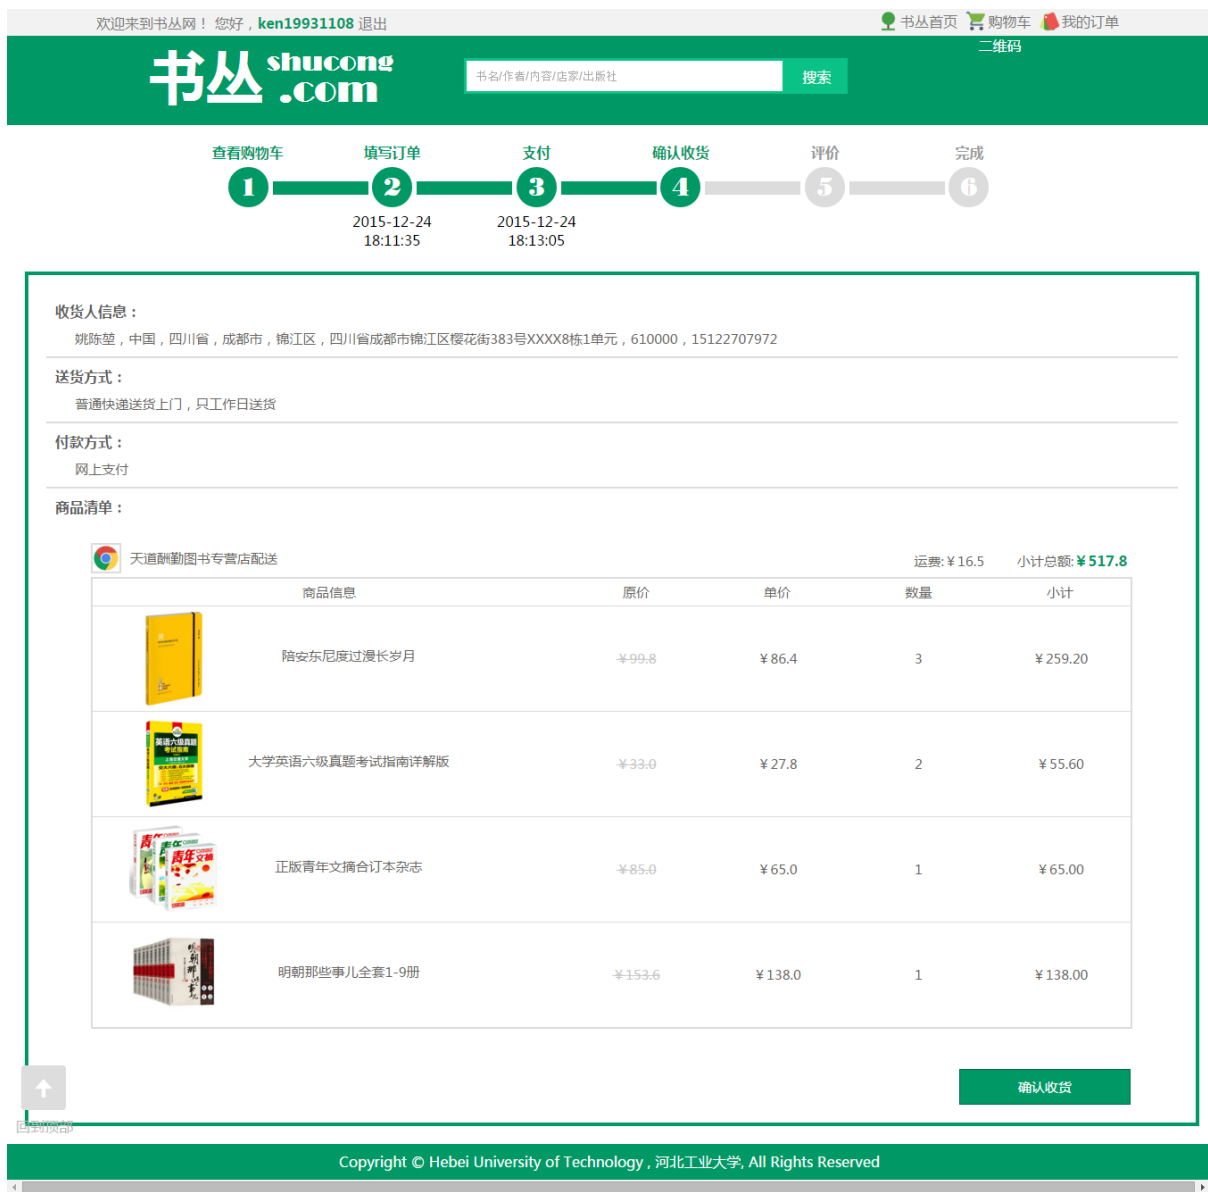 欢迎来到书丛网！ 您好，ken19931108 退出
书丛首页 购物车 我的订单
二维码
书丛 shucong .com
书名/作者/内容/店家/出版社 搜索
查看购物车 填写订单 支付 确认收货 评价 完成
1 2 3 4 5 6
2015-12-24 2015-12-24
18:11:35 18:13:05
收货人信息：
姚陈堃，中国，四川省，成都市，锦江区，四川省成都市锦江区樱花街383号XXXX8栋1单元，610000，15122707972
送货方式：
普通快递送货上门，只工作日送货
付款方式：
网上支付
商品清单：
天道酬勤图书专营店配送 运费:￥16.5 小计总额:￥517.8
商品信息 原价 单价 数量 小计
陪安东尼度过漫长岁月 ￥99.8 ￥86.4 3 ￥259.20
英语六级真题
考试指南
大学英语六级真题考试指南详解版 ￥33.0 ￥27.8 2 ￥55.60
青年文摘
正版青年文摘合订本杂志 ￥85.0 ￥65.0 1 ￥65.00
明朝那些事儿全套1-9册 ￥153.6 ￥138.0 1 ￥138.00
确认收货
回到顶部
Copyright © Hebei University of Technology , 河北工业大学, All Rights Reserved